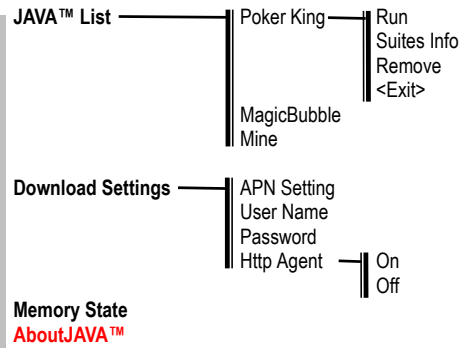 JAVA™ List Poker King Run
Suites Info
Remove
<Exit>
MagicBubble
Mine
Download Settings APN Setting
User Name
Password
Http Agent On
Off
Memory State
AboutJAVA™